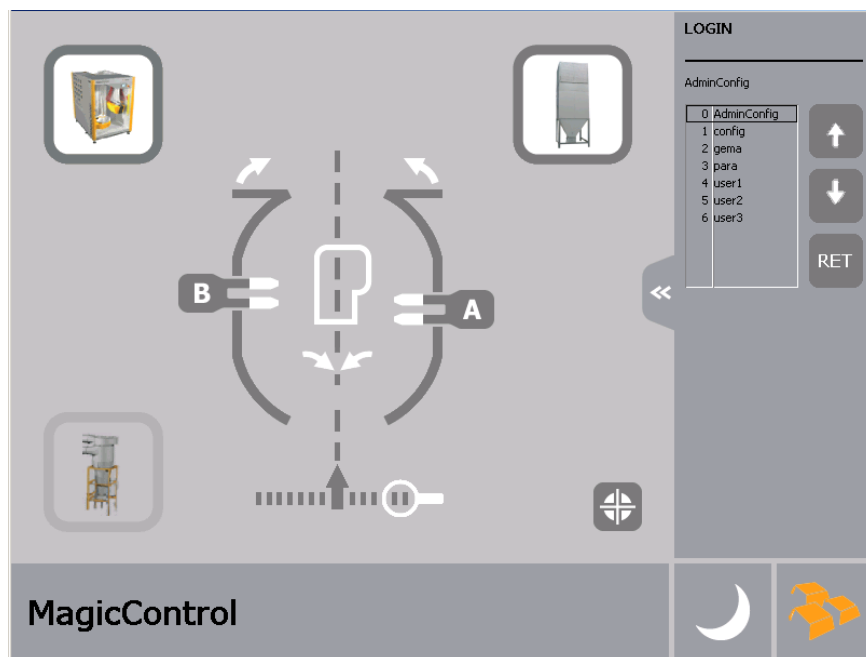 LOGIN
AdminConfig
0 AdminConfig
1 config
2 gema
3 para
4 user1
5 user2
6 user3
RET
B
A
MagicControl